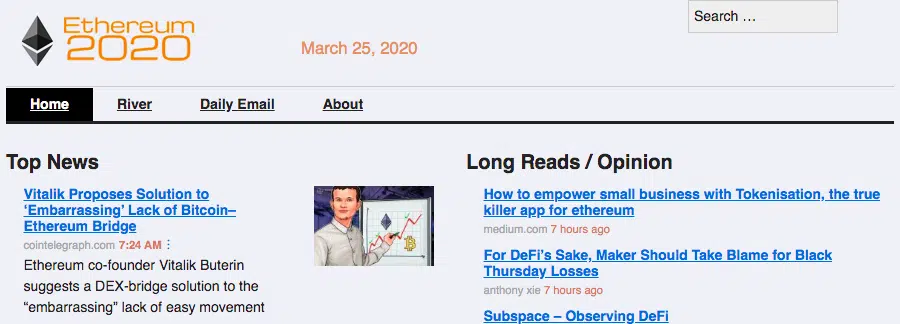 Ethereum
2020
March 25, 2020
Search …
Home River Daily Email About
Top News
Vitalik Proposes Solution to
‘Embarrassing’ Lack of Bitcoin–
Ethereum Bridge
cointelegraph.com 7:24 AM
Ethereum co-founder Vitalik Buterin
suggests a DEX-bridge solution to the
“embarrassing” lack of easy movement
Long Reads / Opinion
How to empower small business with Tokenisation, the true
killer app for ethereum
medium.com 7 hours ago
For DeFi’s Sake, Maker Should Take Blame for Black
Thursday Losses
anthony xie 7 hours ago
Subspace – Observing DeFi